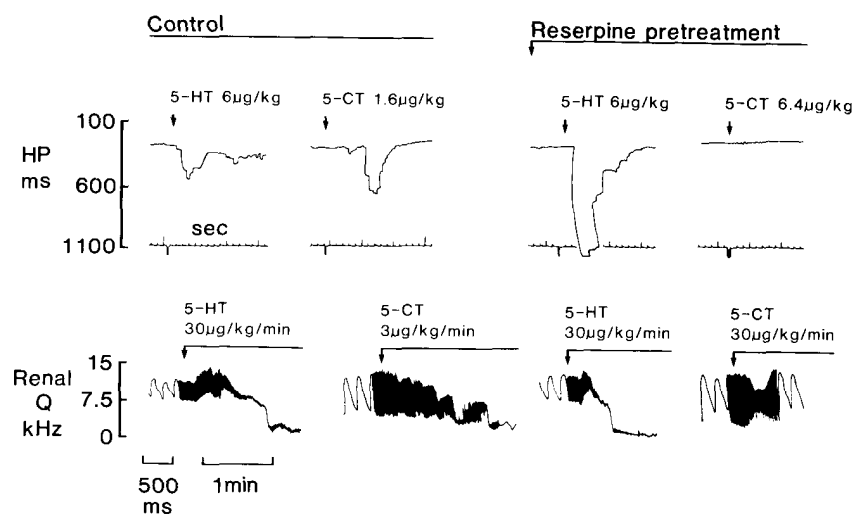 Control
Reserpine pretreatment
5-HT 6μg/kg
5-CT 1.6μg/kg
5-HT 6μg/kg
5-CT 6.4μg/kg
HP
ms
100
600
1100
sec
5-HT
30μg/kg/min
5-CT
3μg/kg/min
5-HT
30μg/kg/min
5-CT
30μg/kg/min
Renal
Q
kHz
15
7.5
0
500
ms
1min